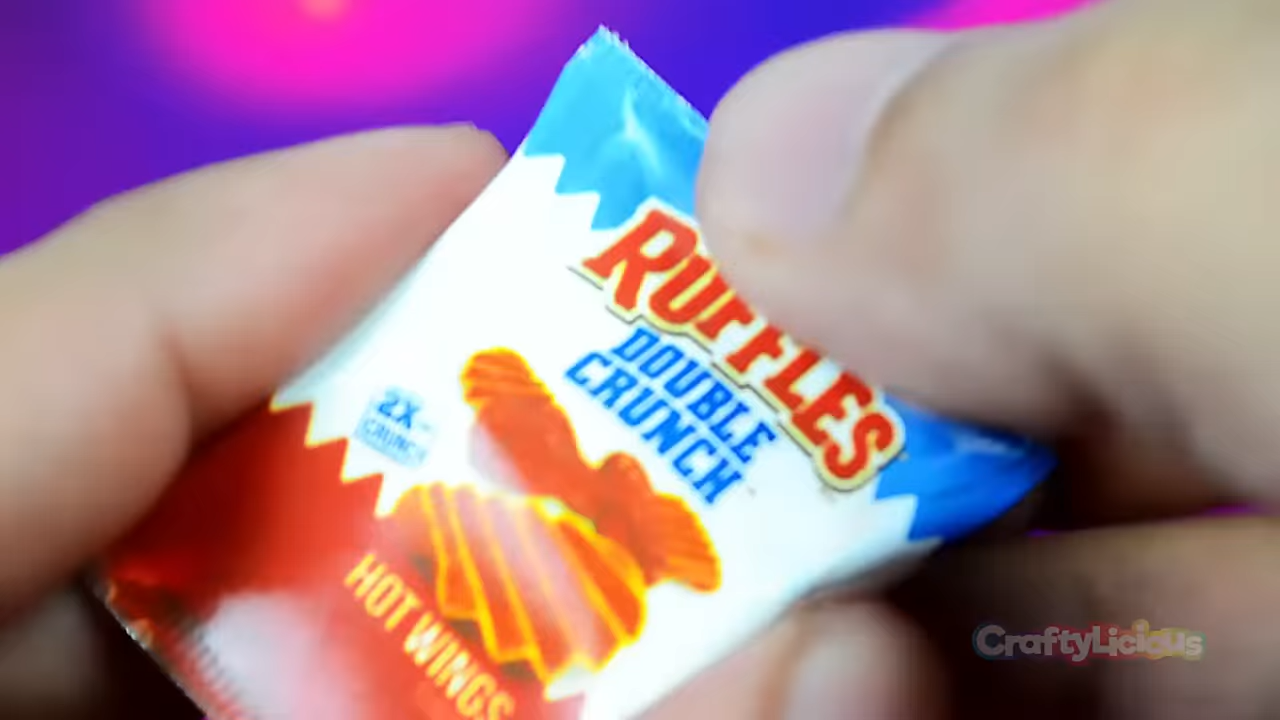 RUFFLES
DOUBLE
CRUNCH
2X
CRUNCH
HOT WINGS
CraftyLicious